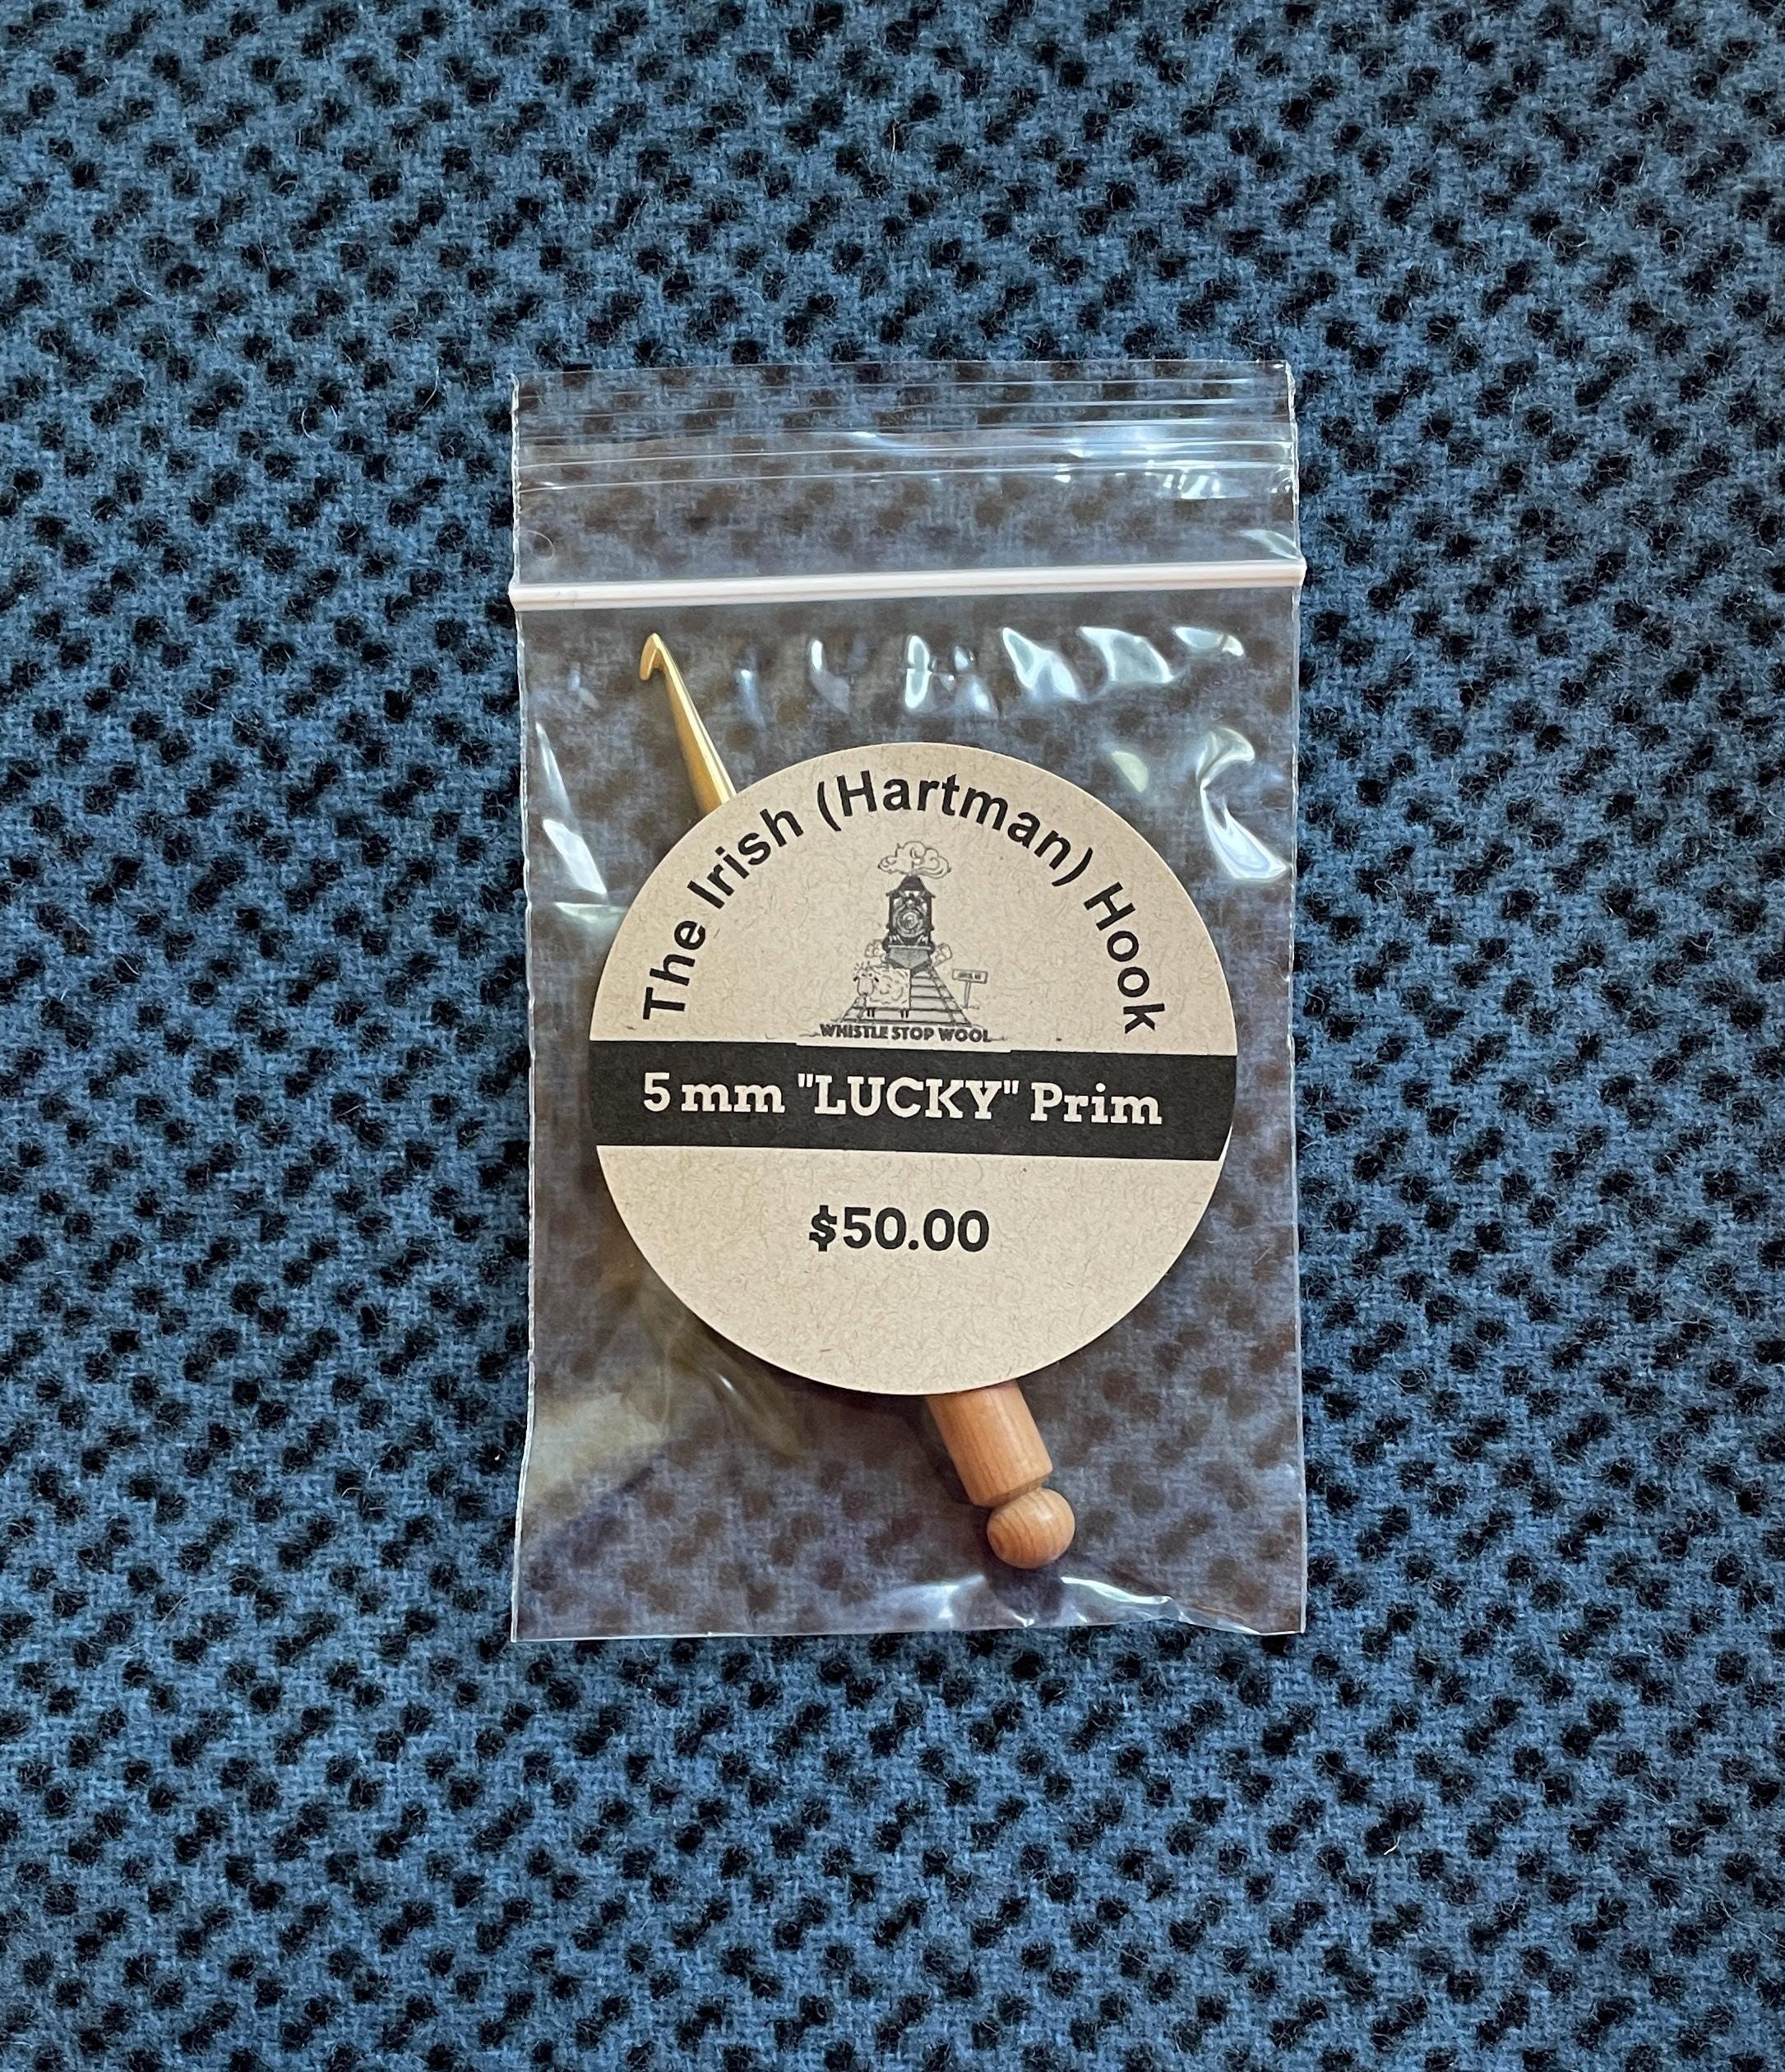 The Irish (Hartman) Hook
WHISTLE STOP WOOL
5 mm "LUCKY" Prim
$50.00